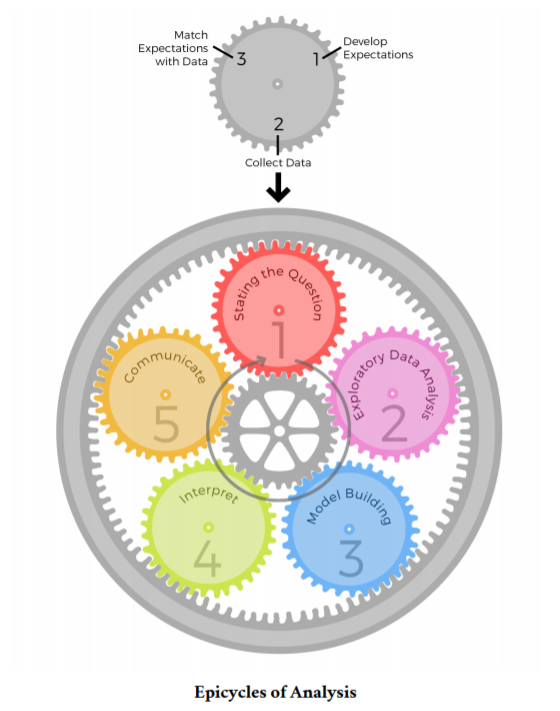 Match
Expectations
with Data
3
1
Develop
Expectations
2
Collect Data
Stating the Question
1
Exploratory Data Analysis
2
Model Building
3
Interpret
4
Communicate
5
Epicycles of Analysis